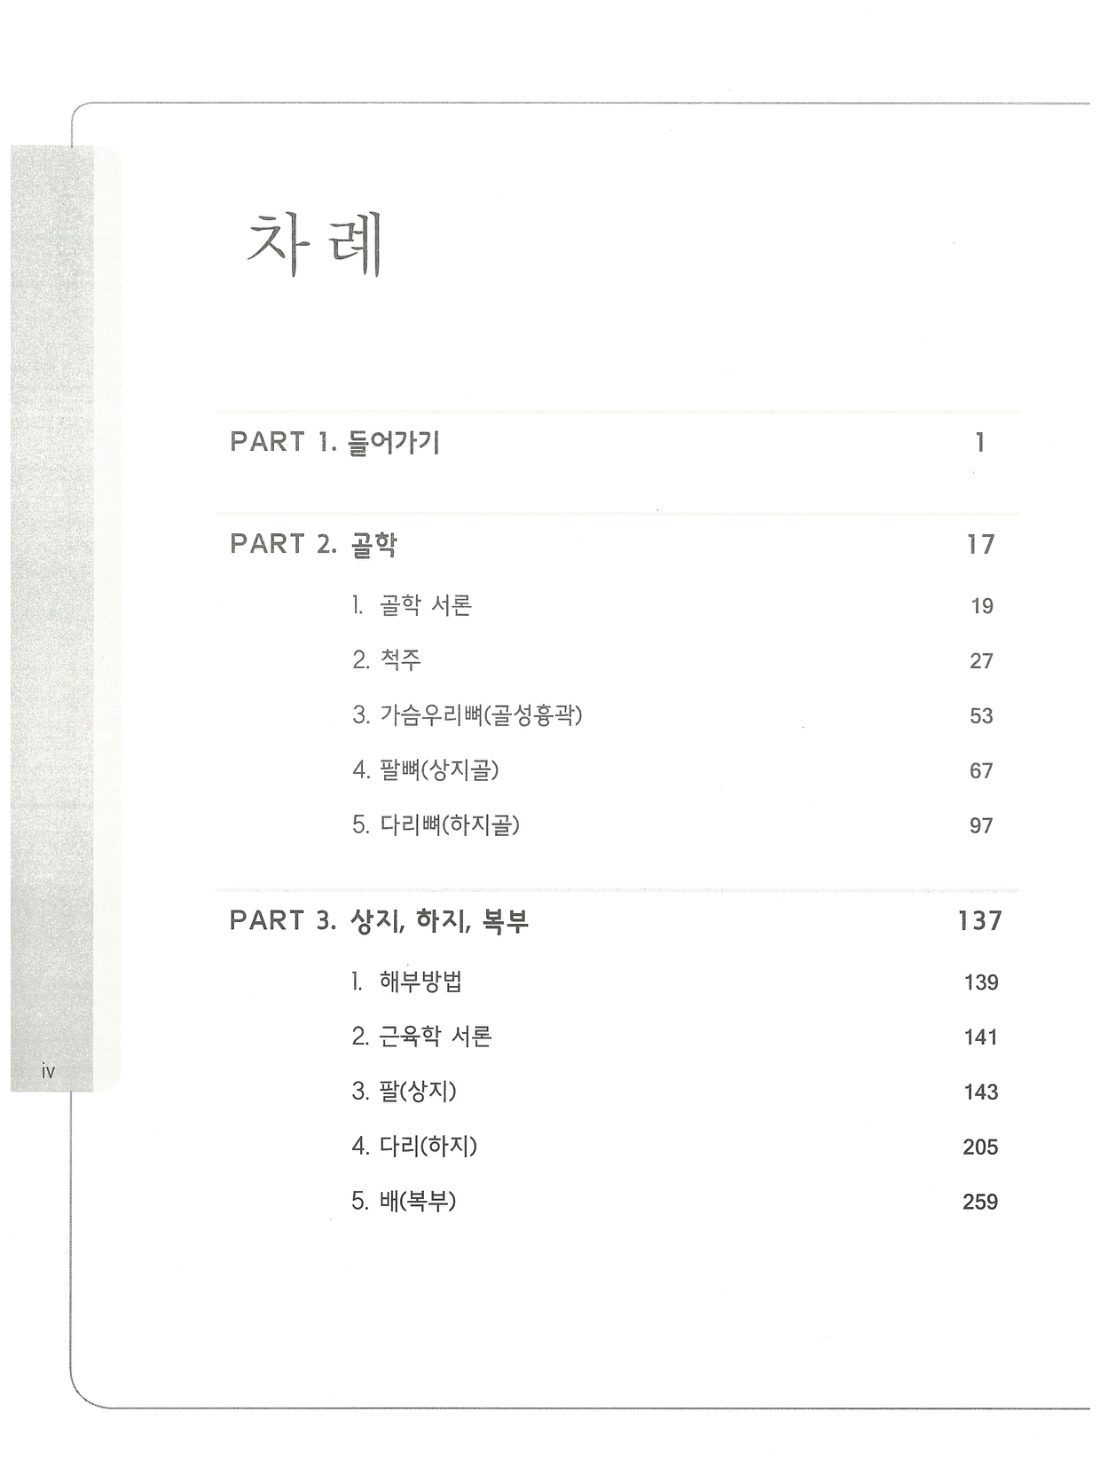 차 례
PART 1. 들어가기 1
PART 2. 골학 17
1. 골학 서론 19
2. 척주 27
3. 가슴우리뼈(골성흉곽) 53
4. 팔뼈(상지골) 67
5. 다리뼈(하지골) 97
PART 3. 상지, 하지, 복부 137
1. 해부방법 139
2. 근육학 서론 141
3. 팔(상지) 143
4. 다리(하지) 205
5. 배(복부) 259
iv